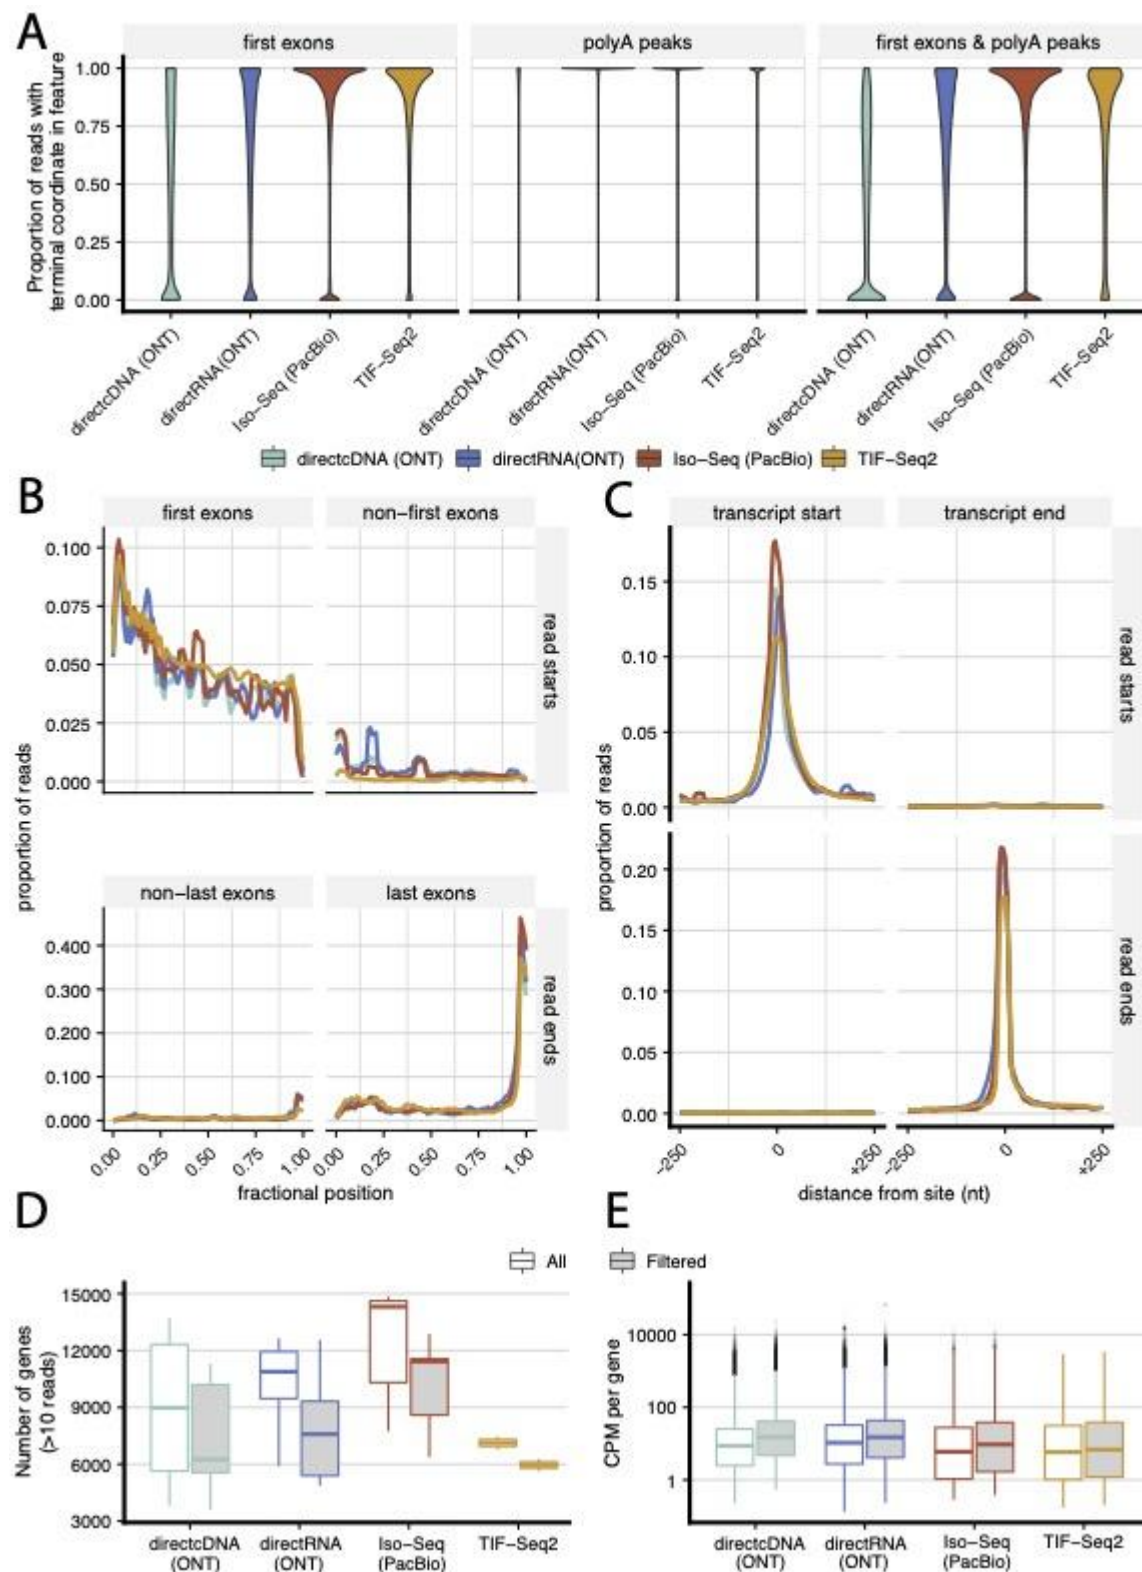 A
first exons
polyA peaks
first exons & polyA peaks
Proportion of reads with
terminal coordinate in feature
1.00
0.75
0.50
0.25
0.00
directcDNA (ONT)
directRNA(ONT)
Iso-Seq (PacBio)
TIF-Seq2
directcDNA (ONT)
directRNA(ONT)
Iso-Seq (PacBio)
TIF-Seq2
directcDNA (ONT)
directRNA(ONT)
Iso-Seq (PacBio)
TIF-Seq2
directcDNA (ONT) directRNA(ONT) Iso-Seq (PacBio) TIF-Seq2
B
first exons
non-first exons
proportion of reads
0.100
0.075
0.050
0.025
0.000
read starts
non-last exons
last exons
0.400
0.300
0.200
0.100
0.000
read ends
0.00
0.25
0.50
0.75
1.00
0.00
0.25
0.50
0.75
1.00
fractional position
C
transcript start
transcript end
proportion of reads
0.15
0.10
0.05
0.00
read starts
0.20
0.15
0.10
0.05
0.00
read ends
-250
0
+250
-250
0
+250
distance from site (nt)
D
All
Filtered
Number of genes
(>10 reads)
15000
12000
9000
6000
3000
directcDNA
(ONT)
directRNA
(ONT)
Iso-Seq
(PacBio)
TIF-Seq2
E
CPM per gene
10000
100
1
directcDNA
(ONT)
directRNA
(ONT)
Iso-Seq
(PacBio)
TIF-Seq2